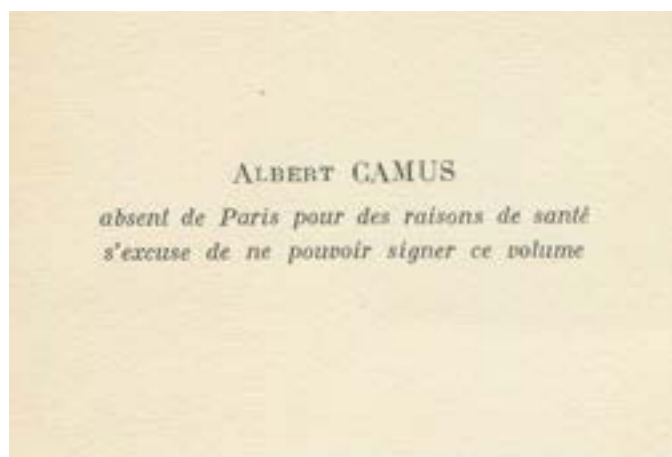 ALBERT CAMUS
absent de Paris pour des raisons de santé
s'excuse de ne pouvoir signer ce volume